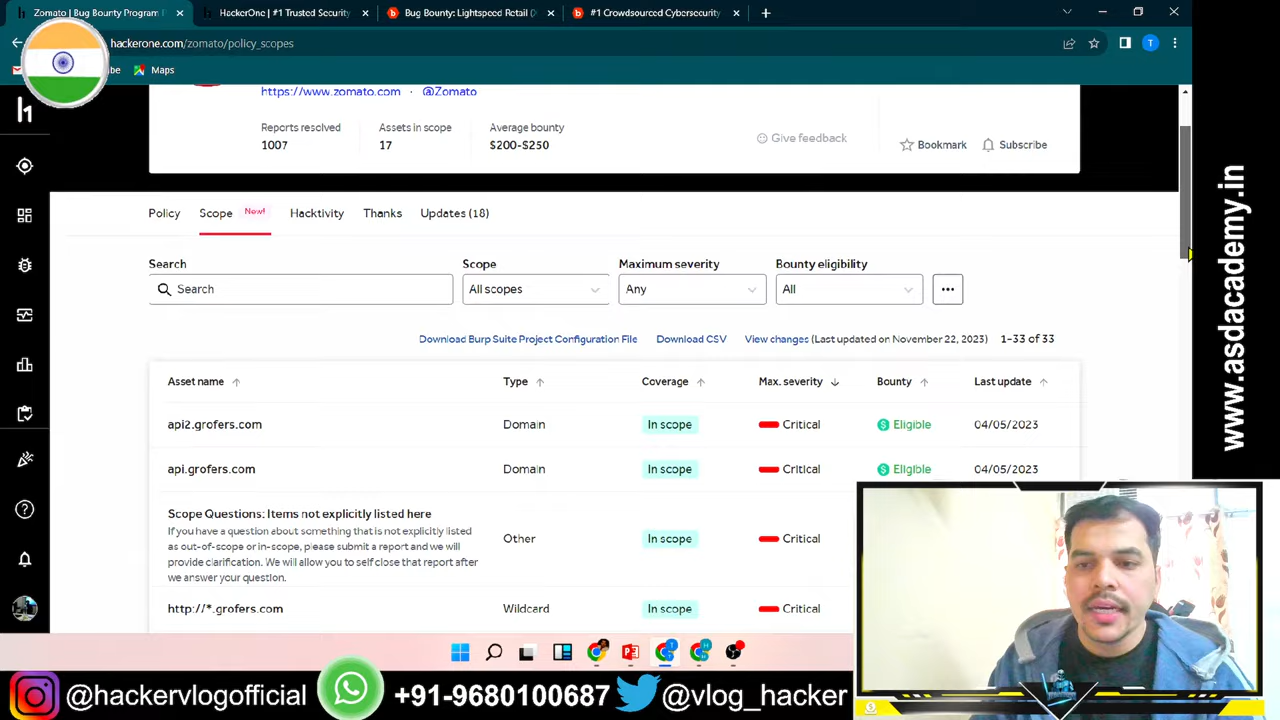 Zomato | Bug Bounty Program
HackerOne | #1 Trusted Security
Bug Bounty: Lightspeed Retail
#1 Crowdsourced Cybersecurity
hackerone.com/zomato/policy_scopes
T
Maps
https://www.zomato.com · @Zomato
Reports resolved
Assets in scope
Average bounty
1007
17
$200-$250
Give feedback
Bookmark
Subscribe
Policy
Scope
New!
Hacktivity
Thanks
Updates (18)
Search
Scope
Maximum severity
Bounty eligibility
Search
All scopes
Any
All
Download Burp Suite Project Configuration File
Download CSV
View changes (Last updated on November 22, 2023)
1-33 of 33
Asset name
Type
Coverage
Max. severity
Bounty
Last update
api2.grofers.com
Domain
In scope
Critical
Eligible
04/05/2023
api.grofers.com
Domain
In scope
Critical
Eligible
04/05/2023
Scope Questions: Items not explicitly listed here
If you have a question about something that is not explicitly listed
as out-of-scope or in-scope, please submit a report and we will
provide clarification. We will allow you to self close that report after
we answer your question.
Other
In scope
Critical
http://*.grofers.com
Wildcard
In scope
Critical
www.asdacademy.in
@hackervlogofficial
+91-9680100687
@vlog_hacker